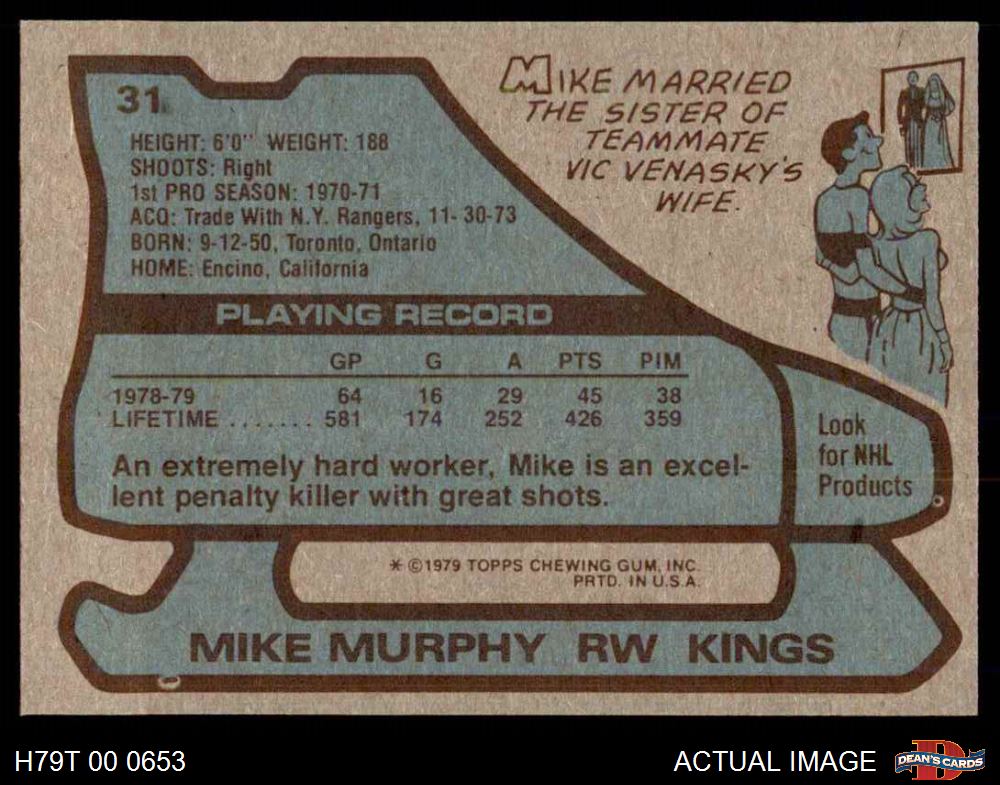 31
HEIGHT: 6'0" WEIGHT: 188
SHOOTS: Right
1st PRO SEASON: 1970-71
ACQ: Trade With N.Y. Rangers, 11-30-73
BORN: 9-12-50, Toronto, Ontario
HOME: Encino, California
MIKE MARRIED
THE SISTER OF
TEAMMATE
VIC VENASKY'S
WIFE.
PLAYING RECORD
GP G A PTS PIM
1978-79 64 16 29 45 38
LIFETIME ....... 581 174 252 426 359
An extremely hard worker, Mike is an excel-
lent penalty killer with great shots.
Look
for NHL
Products
* ©1979 TOPPS CHEWING GUM, INC.
PRTD. IN U.S.A.
MIKE MURPHY RW KINGS
H79T 00 0653
ACTUAL IMAGE
D
DEAN'S CARDS